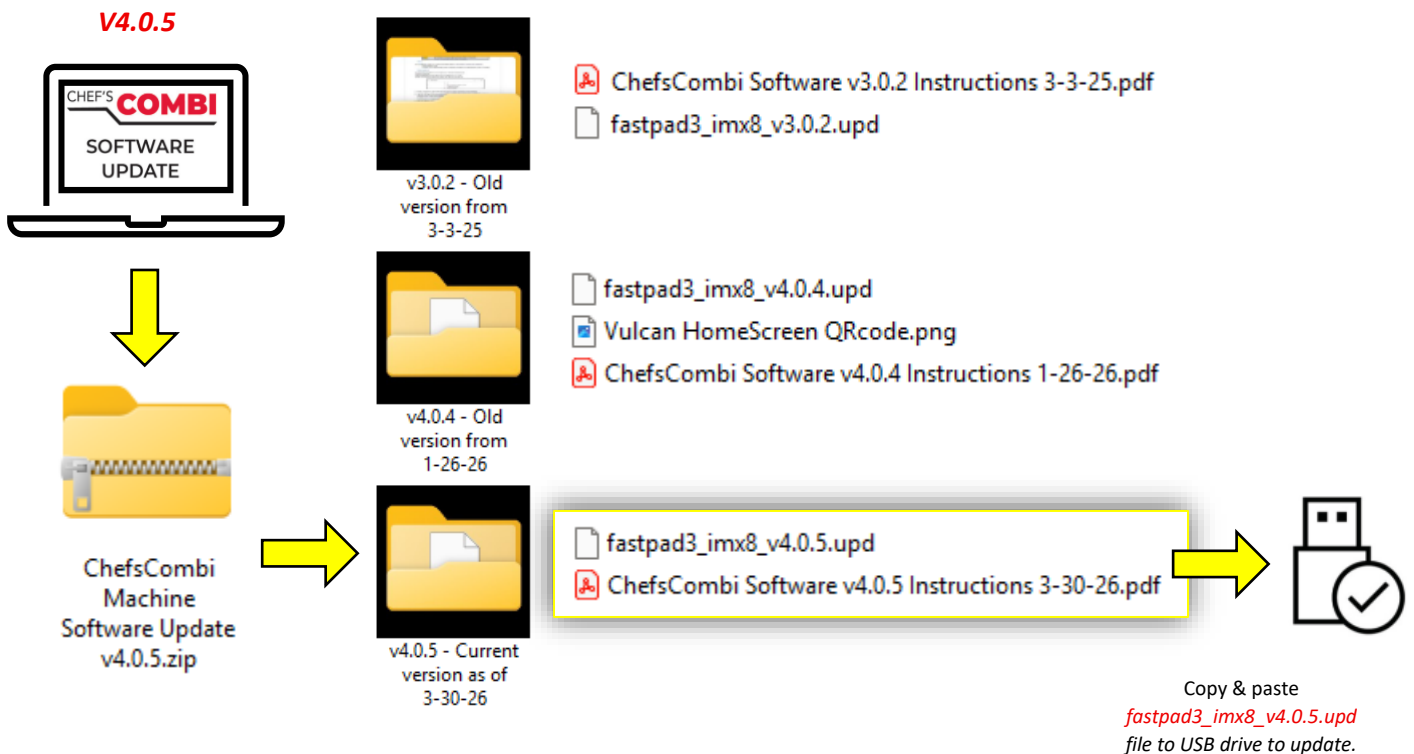 V4.0.5
CHEF'S COMBI
SOFTWARE
UPDATE
ChefsCombi
Machine
Software Update
v4.0.5.zip
v3.0.2 - Old
version from
3-3-25
ChefsCombi Software v3.0.2 Instructions 3-3-25.pdf
fastpad3_imx8_v3.0.2.upd
v4.0.4 - Old
version from
1-26-26
fastpad3_imx8_v4.0.4.upd
Vulcan HomeScreen QRcode.png
ChefsCombi Software v4.0.4 Instructions 1-26-26.pdf
v4.0.5 - Current
version as of
3-30-26
fastpad3_imx8_v4.0.5.upd
ChefsCombi Software v4.0.5 Instructions 3-30-26.pdf
Copy & paste
fastpad3_imx8_v4.0.5.upd
file to USB drive to update.